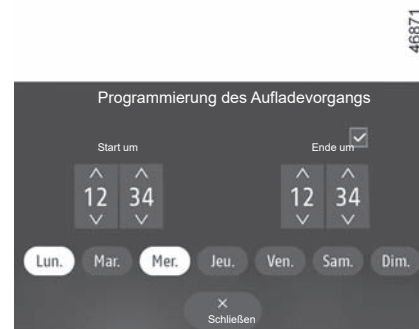 46871
Programmierung des Aufladevorgangs
Start um Ende um
12 34 12 34
Lun. Mar. Mer. Jeu. Ven. Sam. Dim.
Schließen